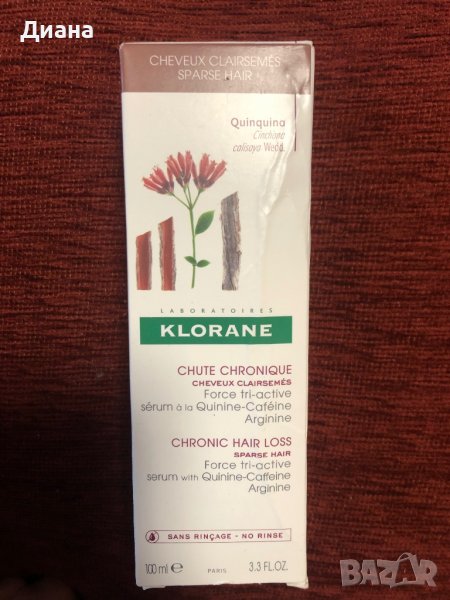 Диана
CHEVEUX CLAIRSEMÉS
SPARSE HAIR
Quinquina
Cinchona
calisaya Wedd.
LABORATOIRES
KLORANE
CHUTE CHRONIQUE
CHEVEUX CLAIRSEMÉS
Force tri-active
sérum à la Quinine-Caféine
Arginine
CHRONIC HAIR LOSS
SPARSE HAIR
Force tri-active
serum with Quinine-Caffeine
Arginine
SANS RINÇAGE - NO RINSE
100 ml e
PARIS
3.3 FL.OZ.
BAZAR